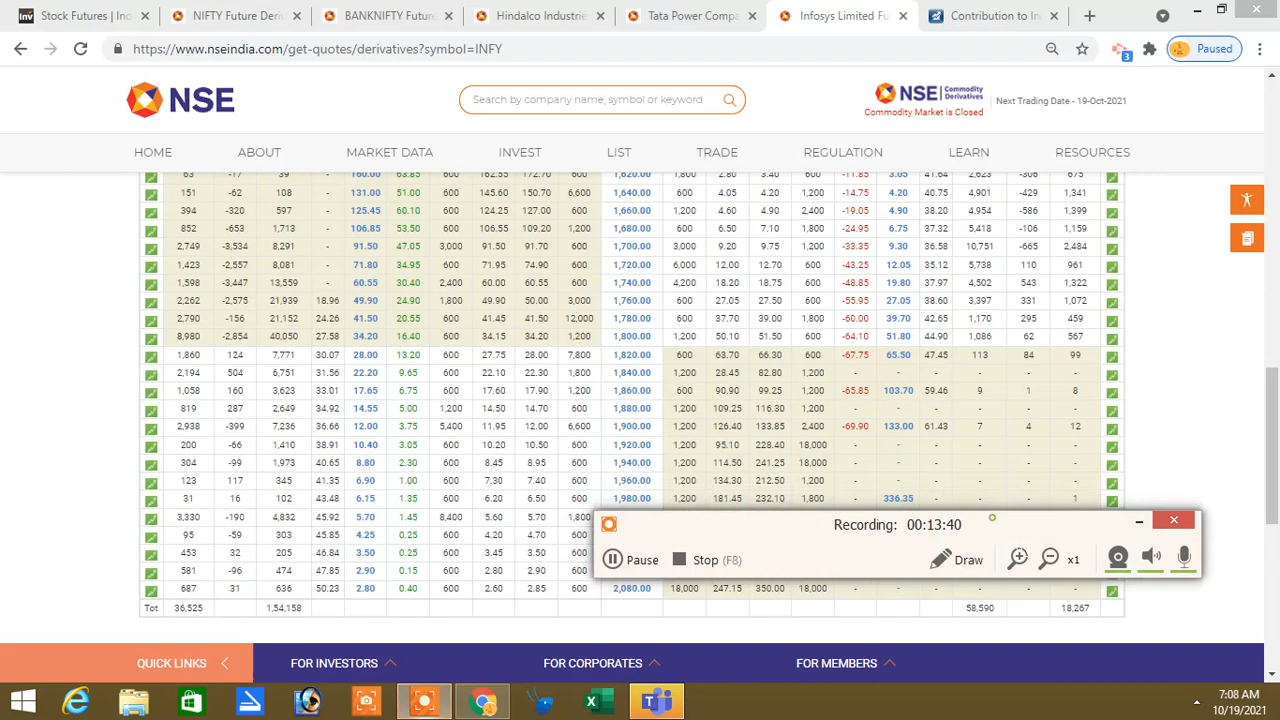 Stock Futures | Ind
NIFTY Future Deri
BANKNIFTY Future
Hindalco Industrie
Tata Power Compa
Infosys Limited Fu
Contribution to In
https://www.nseindia.com/get-quotes/derivatives?symbol=INFY
3
Paused
NSE
Search by company name, symbol or keyword
NSE Commodity Derivatives
Commodity Market is Closed
Next Trading Date - 19-Oct-2021
HOME ABOUT MARKET DATA INVEST LIST TRADE REGULATION LEARN RESOURCES
63 -17 39 - 160.00 63.85 600 162.55 172.70 600 1,620.00 1,800 2.80 3.40 600 -11.85 3.05 41.64 2,623 -306 675
151 -62 108 - 131.00 51.00 600 145.60 150.70 6,600 1,640.00 600 4.05 4.20 1,200 -14.75 4.20 40.75 4,901 -429 1,341
394 -320 597 - 125.45 60.10 600 124.25 127.00 600 1,660.00 1,200 4.60 4.90 2,400 -19.05 4.90 38.20 4,954 -586 1,399
852 -653 1,713 - 106.85 53.50 600 106.55 109.20 1,200 1,680.00 600 6.50 7.10 1,800 -24.95 6.75 37.32 5,418 -106 1,159
2,749 -3,534 8,291 - 91.50 47.05 3,000 91.50 91.70 600 1,700.00 3,000 9.20 9.75 1,200 -33.35 9.30 36.58 10,751 -665 2,484
1,423 -2,557 8,081 - 71.80 34.95 600 71.95 74.90 600 1,720.00 6,000 12.00 12.70 600 -43.25 12.05 35.12 5,738 110 961
1,598 -3,447 13,559 - 60.55 30.40 2,400 60.00 60.55 600 1,740.00 4,200 18.20 18.75 600 -48.85 19.80 37.97 4,502 543 1,322
2,262 -2,575 21,939 18.96 49.90 24.90 1,800 49.90 50.00 3,000 1,760.00 600 27.05 27.50 600 -55.95 27.05 38.60 3,397 331 1,072
2,790 -156 21,152 24.26 41.50 20.55 600 41.45 41.50 12,000 1,780.00 600 37.70 39.00 1,800 -60.00 39.70 42.65 1,170 295 459
8,980 -2,854 40,050 27.58 34.20 16.40 600 34.15 34.20 1,200 1,800.00 1,200 50.10 51.50 600 -64.10 51.80 44.90 1,086 62 567
1,860 124 7,771 30.07 28.00 13.20 600 27.75 28.00 7,800 1,820.00 600 63.70 66.30 600 -67.75 65.50 47.45 113 84 99
2,194 504 6,751 31.56 22.20 9.65 600 22.10 22.30 1,800 1,840.00 1,200 28.45 82.80 1,200 - - - - - -
1,058 160 3,623 33.01 17.65 6.75 600 17.60 17.90 1,200 1,860.00 600 90.90 99.25 1,200 -65.85 103.70 59.46 9 1 8
819 287 2,649 34.92 14.55 5.00 1,200 14.50 14.70 600 1,880.00 1,200 109.25 116.30 1,200 - - - - - -
2,938 -399 7,236 36.66 12.00 3.75 5,400 11.95 12.00 6,600 1,900.00 1,200 126.40 133.85 2,400 -69.90 133.00 61.43 7 4 12
200 -66 1,410 38.91 10.40 3.05 600 10.20 10.50 600 1,920.00 1,200 95.10 228.40 18,000 - - - - - -
304 -99 1,973 40.65 8.80 2.30 600 8.45 8.95 600 1,940.00 1,200 114.50 241.25 18,000 - - - - - -
123 117 345 41.35 6.90 1.00 600 7.30 7.40 600 1,960.00 1,200 134.30 212.50 1,200 - - - - - -
31 16 102 43.48 6.15 1.35 600 6.20 6.50 600 1,980.00 1,200 181.45 232.10 1,800 - 336.35 - - - 1
3,330 -190 4,832 45.92 5.70 1.45 8,400 5.60 5.70 1,800
95 -59 303 45.85 4.25 0.25 600 4.20 4.70
453 32 205 46.84 3.50 0.25 600 3.45 3.50
581 -96 474 47.85 2.90 0.15 600 2.80 2.90
687 31 636 50.23 2.80 0.40 600 2.60 2.85 600 2,080.00 18,000 247.15 350.00 18,000 - - - - - -
Tot 36,525 1,54,158 58,590 18,267
Recording: 00:13:40
Pause Stop (F8) Draw x1
QUICK LINKS FOR INVESTORS FOR CORPORATES FOR MEMBERS
7:08 AM
10/19/2021